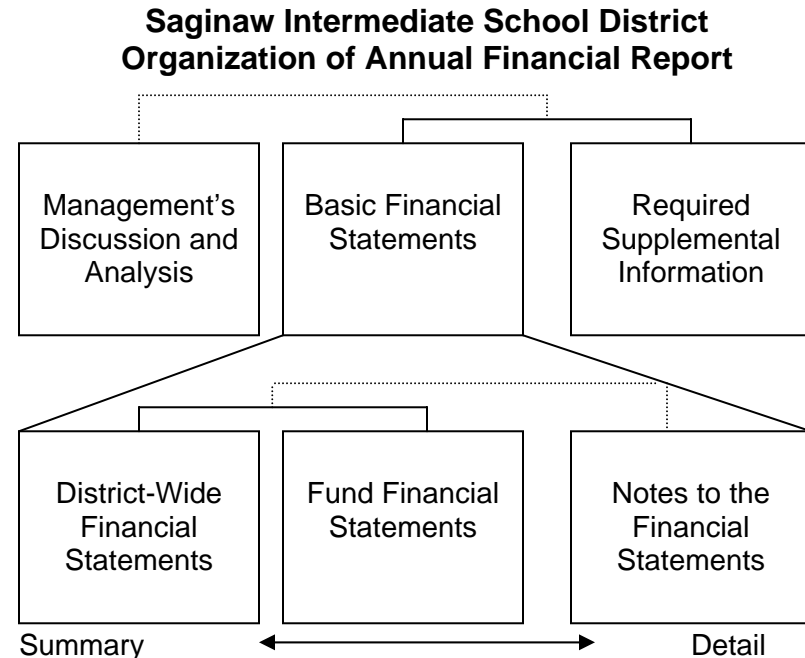 Saginaw Intermediate School District
Organization of Annual Financial Report
Management’s
Discussion and
Analysis
Basic Financial
Statements
Required
Supplemental
Information
District-Wide
Financial
Statements
Fund Financial
Statements
Notes to the
Financial
Statements
Summary
Detail